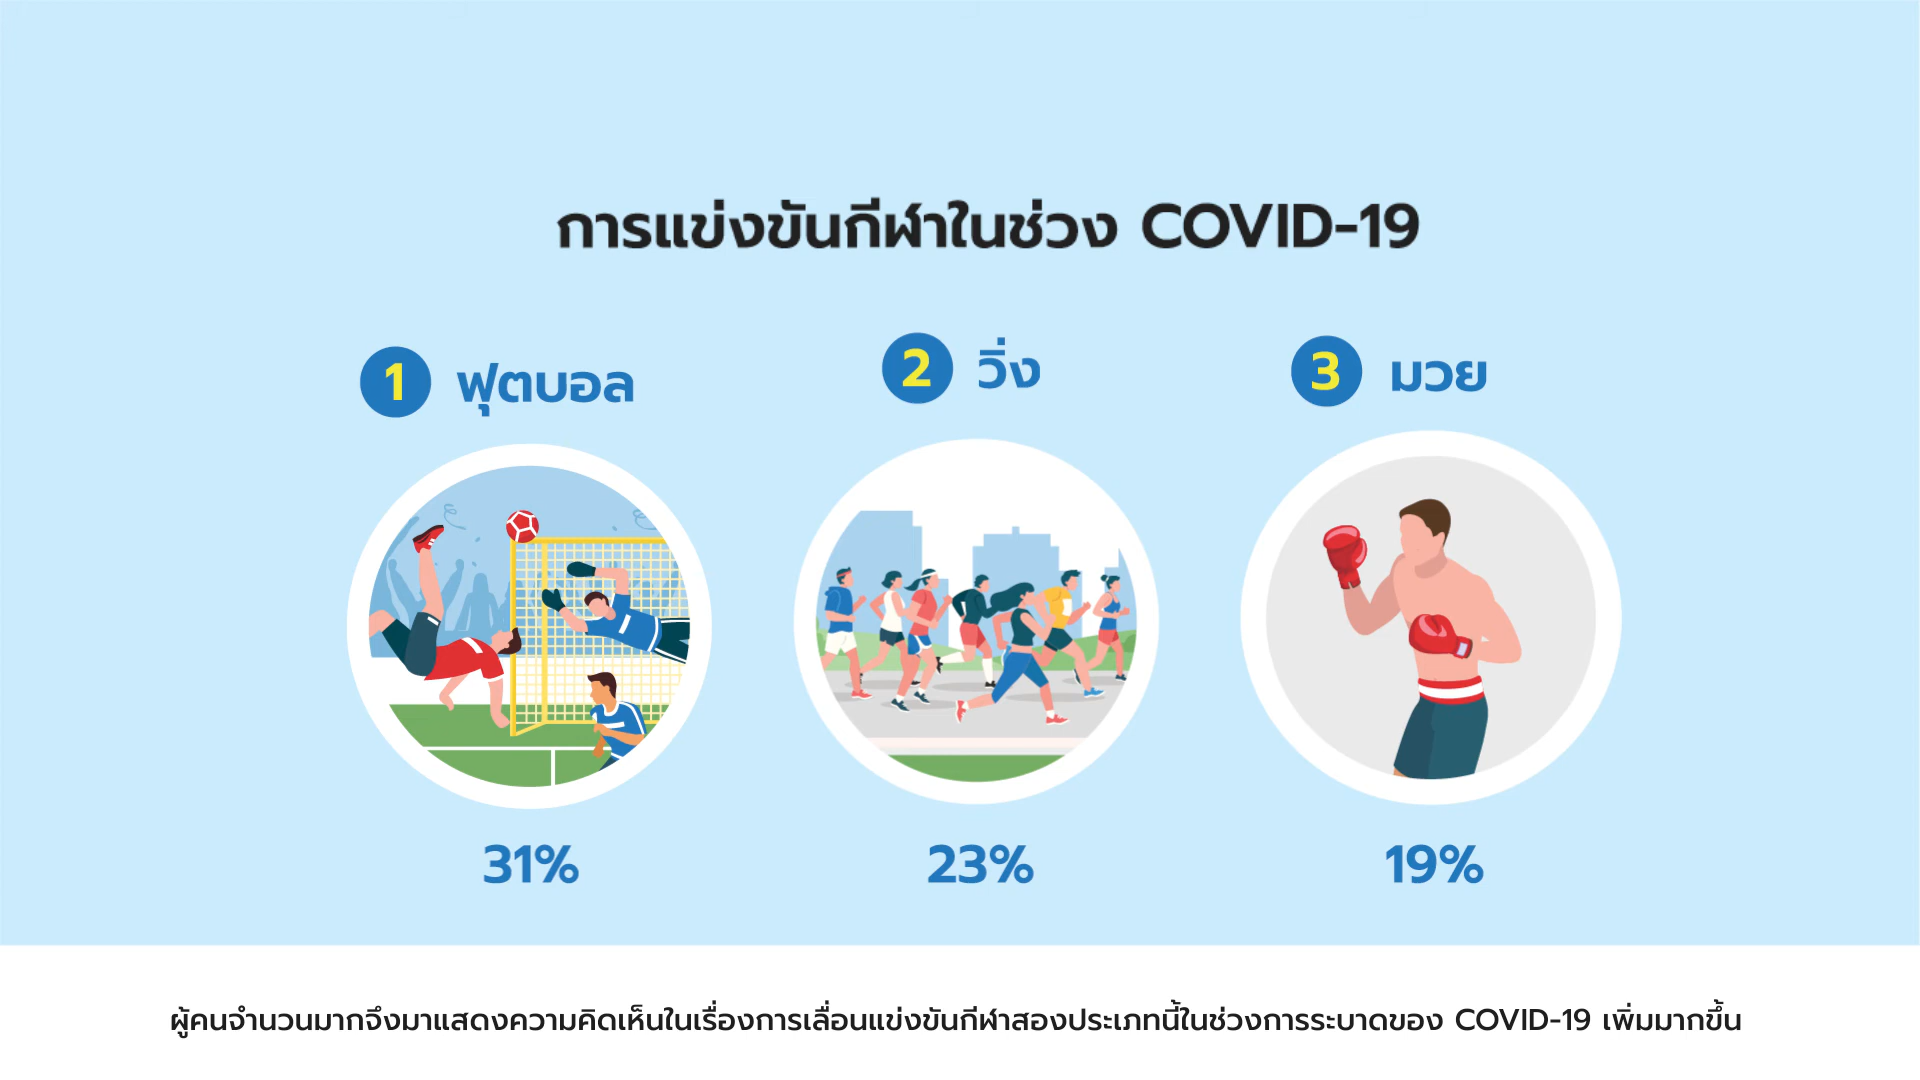 การแข่งขันกีฬาในช่วง COVID-19
1 ฟุตบอล
2 วิ่ง
3 มวย
31%
23%
19%
ผู้คนจำนวนมากจึงมาแสดงความคิดเห็นในเรื่องการเลื่อนแข่งขันกีฬาสองประเภทนี้ในช่วงการระบาดของ COVID-19 เพิ่มมากขึ้น